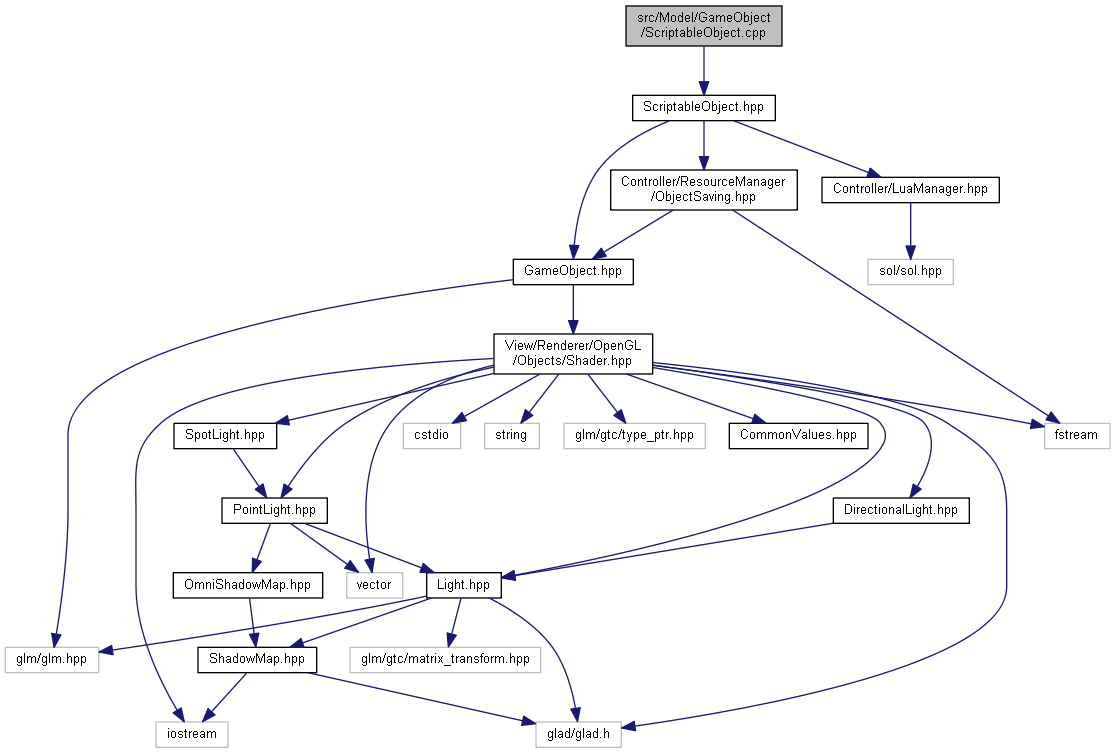 src/Model/GameObject
/ScriptableObject.cpp
ScriptableObject.hpp
Controller/ResourceManager
/ObjectSaving.hpp
Controller/LuaManager.hpp
GameObject.hpp
sol/sol.hpp
View/Renderer/OpenGL
/Objects/Shader.hpp
SpotLight.hpp
cstdio
string
glm/gtc/type_ptr.hpp
CommonValues.hpp
fstream
PointLight.hpp
DirectionalLight.hpp
OmniShadowMap.hpp
vector
Light.hpp
glm/glm.hpp
ShadowMap.hpp
glm/gtc/matrix_transform.hpp
iostream
glad/glad.h